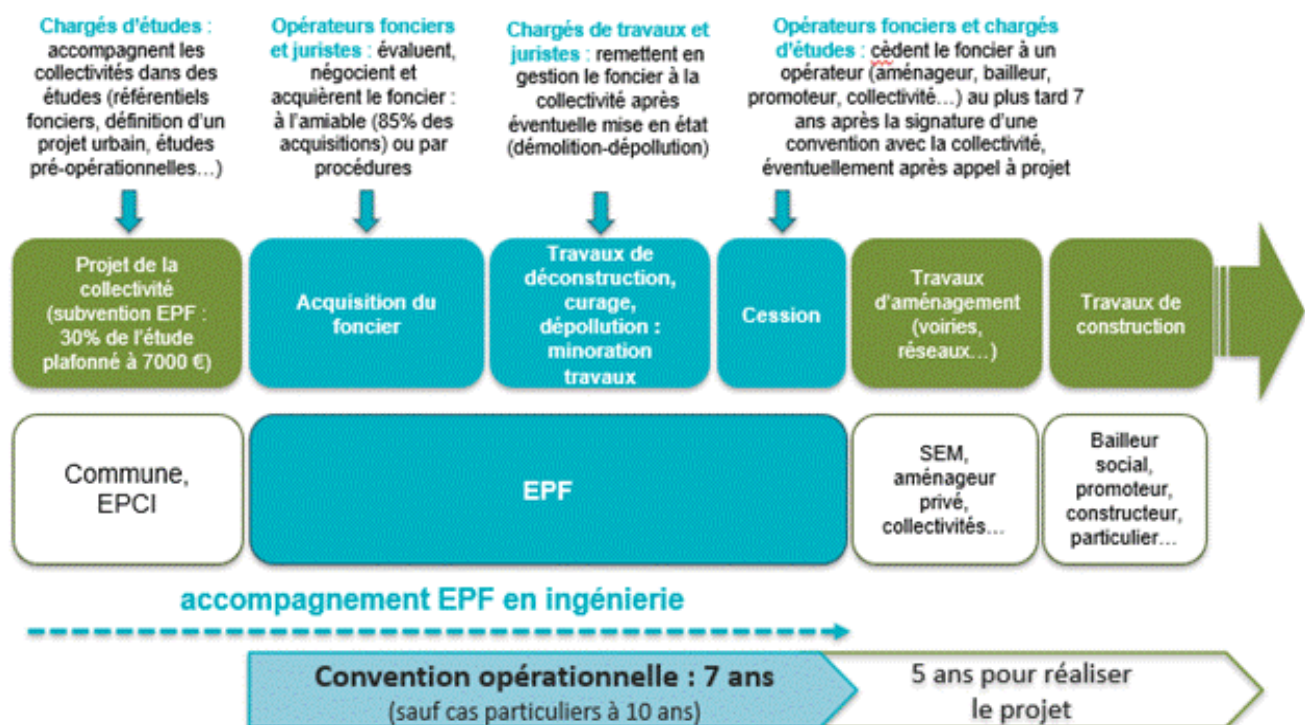 Chargés d'études :
accompagnent les
collectivités dans des
études (référentiels
fonciers, définition d'un
projet urbain, études
pré-opérationnelles…)
Opérateurs fonciers
et juristes : évaluent,
négocient et
acquièrent le foncier :
à l'amiable (85% des
acquisitions) ou par
procédures
Chargés de travaux et
juristes : remettent en
gestion le foncier à la
collectivité après
éventuelle mise en état
(démolition-dépollution)
Opérateurs fonciers et chargés
d'études : cèdent le foncier à un
opérateur (aménageur, bailleur,
promoteur, collectivité…) au plus tard 7
ans après la signature d'une
convention avec la collectivité,
éventuellement après appel à projet
Projet de la
collectivité
(subvention EPF :
30% de l'étude
plafonné à 7000 €)
Acquisition du
foncier
Travaux de
déconstruction,
curage,
dépollution :
minoration
travaux
Cession
Travaux
d'aménagement
(voiries,
réseaux…)
Travaux de
construction
Commune,
EPCI
EPF
SEM,
aménageur
privé,
collectivités…
Bailleur
social,
promoteur,
constructeur,
particulier…
accompagnement EPF en ingénierie
Convention opérationnelle : 7 ans
(sauf cas particuliers à 10 ans)
5 ans pour réaliser
le projet